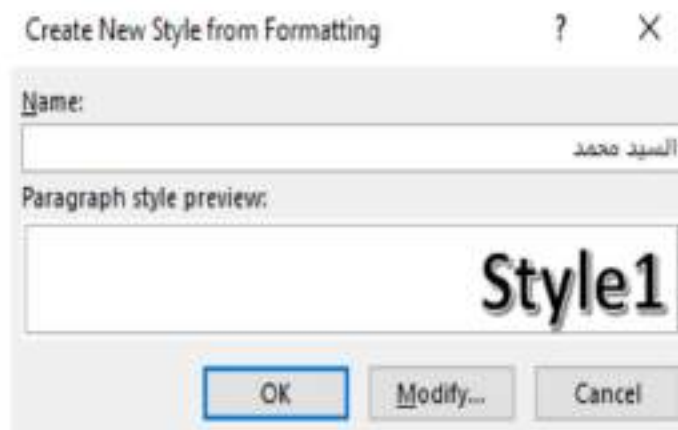 Create New Style from Formatting ? X
Name:
السيد محمد
Paragraph style preview:
Style1
OK Modify... Cancel